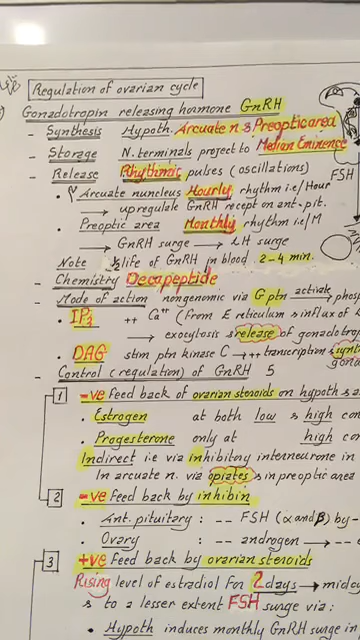 Regulation of ovarian cycle
Gonadotropin releasing hormone GnRH
- Synthesis Hypoth. Arcuate n & Preoptic area
- Storage N. terminals project to Median Eminence
- Release Rhythmic pulses (oscillations)
FSH
• Arcuate nuncleus Hourly rhythm i.e/Hour
→ upregulate GnRH recept on ant. pit.
• Preoptic area Monthly rhythm i.e/M
→ GnRH surge → LH surge
Note ½ life of GnRH in blood 2-4 min.
- Chemistry Decapeptide
- Mode of action nongenomic via G ptn activate
• IP3 ++ Ca++ (from E reticulum & influx of
→ exocytosis & release of gonadotro
• DAG stim ptn kinase C → ++ transcription &
- Control (regulation) of GnRH 5
1 -ve Feed back of ovarian steroids on hypoth &
• Estrogen at both low & high con
• Progesterone only at high con
Indirect i.e via inhibitory interneurone in
In arcuate n. via opiates & in preoptic area
2 -ve Feed back by inhibin
• Ant. pituitary : -- FSH (α and β) by
• Ovary : -- androgen → --
3 +ve Feed back by ovarian steroids
Rising level of estradiol for 2 days →
& to a lesser extent FSH surge via :
• Hypoth induces monthly GnRH surge in